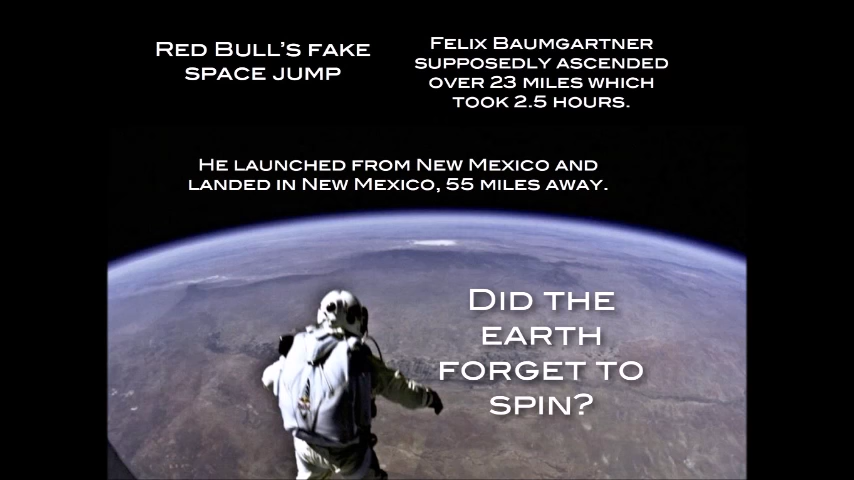 Red Bull's fake
space jump
Felix Baumgartner
supposedly ascended
over 23 miles which
took 2.5 hours.
He launched from New Mexico and
landed in New Mexico, 55 miles away.
Did the
earth
forget to
spin?